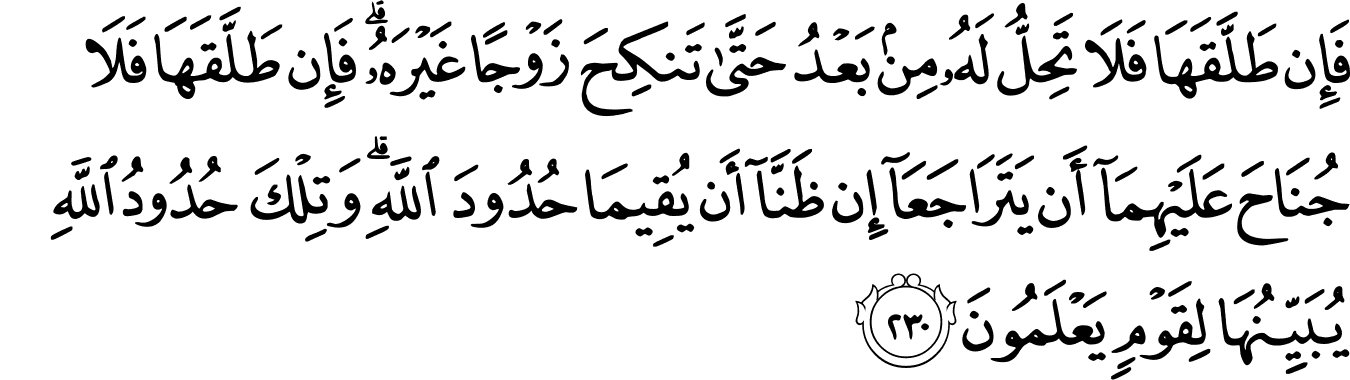 فَإِن طَلَّقَهَا فَلَا تَحِلُّ لَهُۥ مِنۢ بَعْدُ حَتَّىٰ تَنكِحَ زَوْجًا غَيْرَهُۥ ۗ فَإِن طَلَّقَهَا فَلَا
جُنَاحَ عَلَيْهِمَآ أَن يَتَرَاجَعَآ إِن ظَنَّآ أَن يُقِيمَا حُدُودَ ٱللَّهِ ۗ وَتِلْكَ حُدُودُ ٱللَّهِ
يُبَيِّنُهَا لِقَوْمٍ يَعْلَمُونَ ٢٣٠